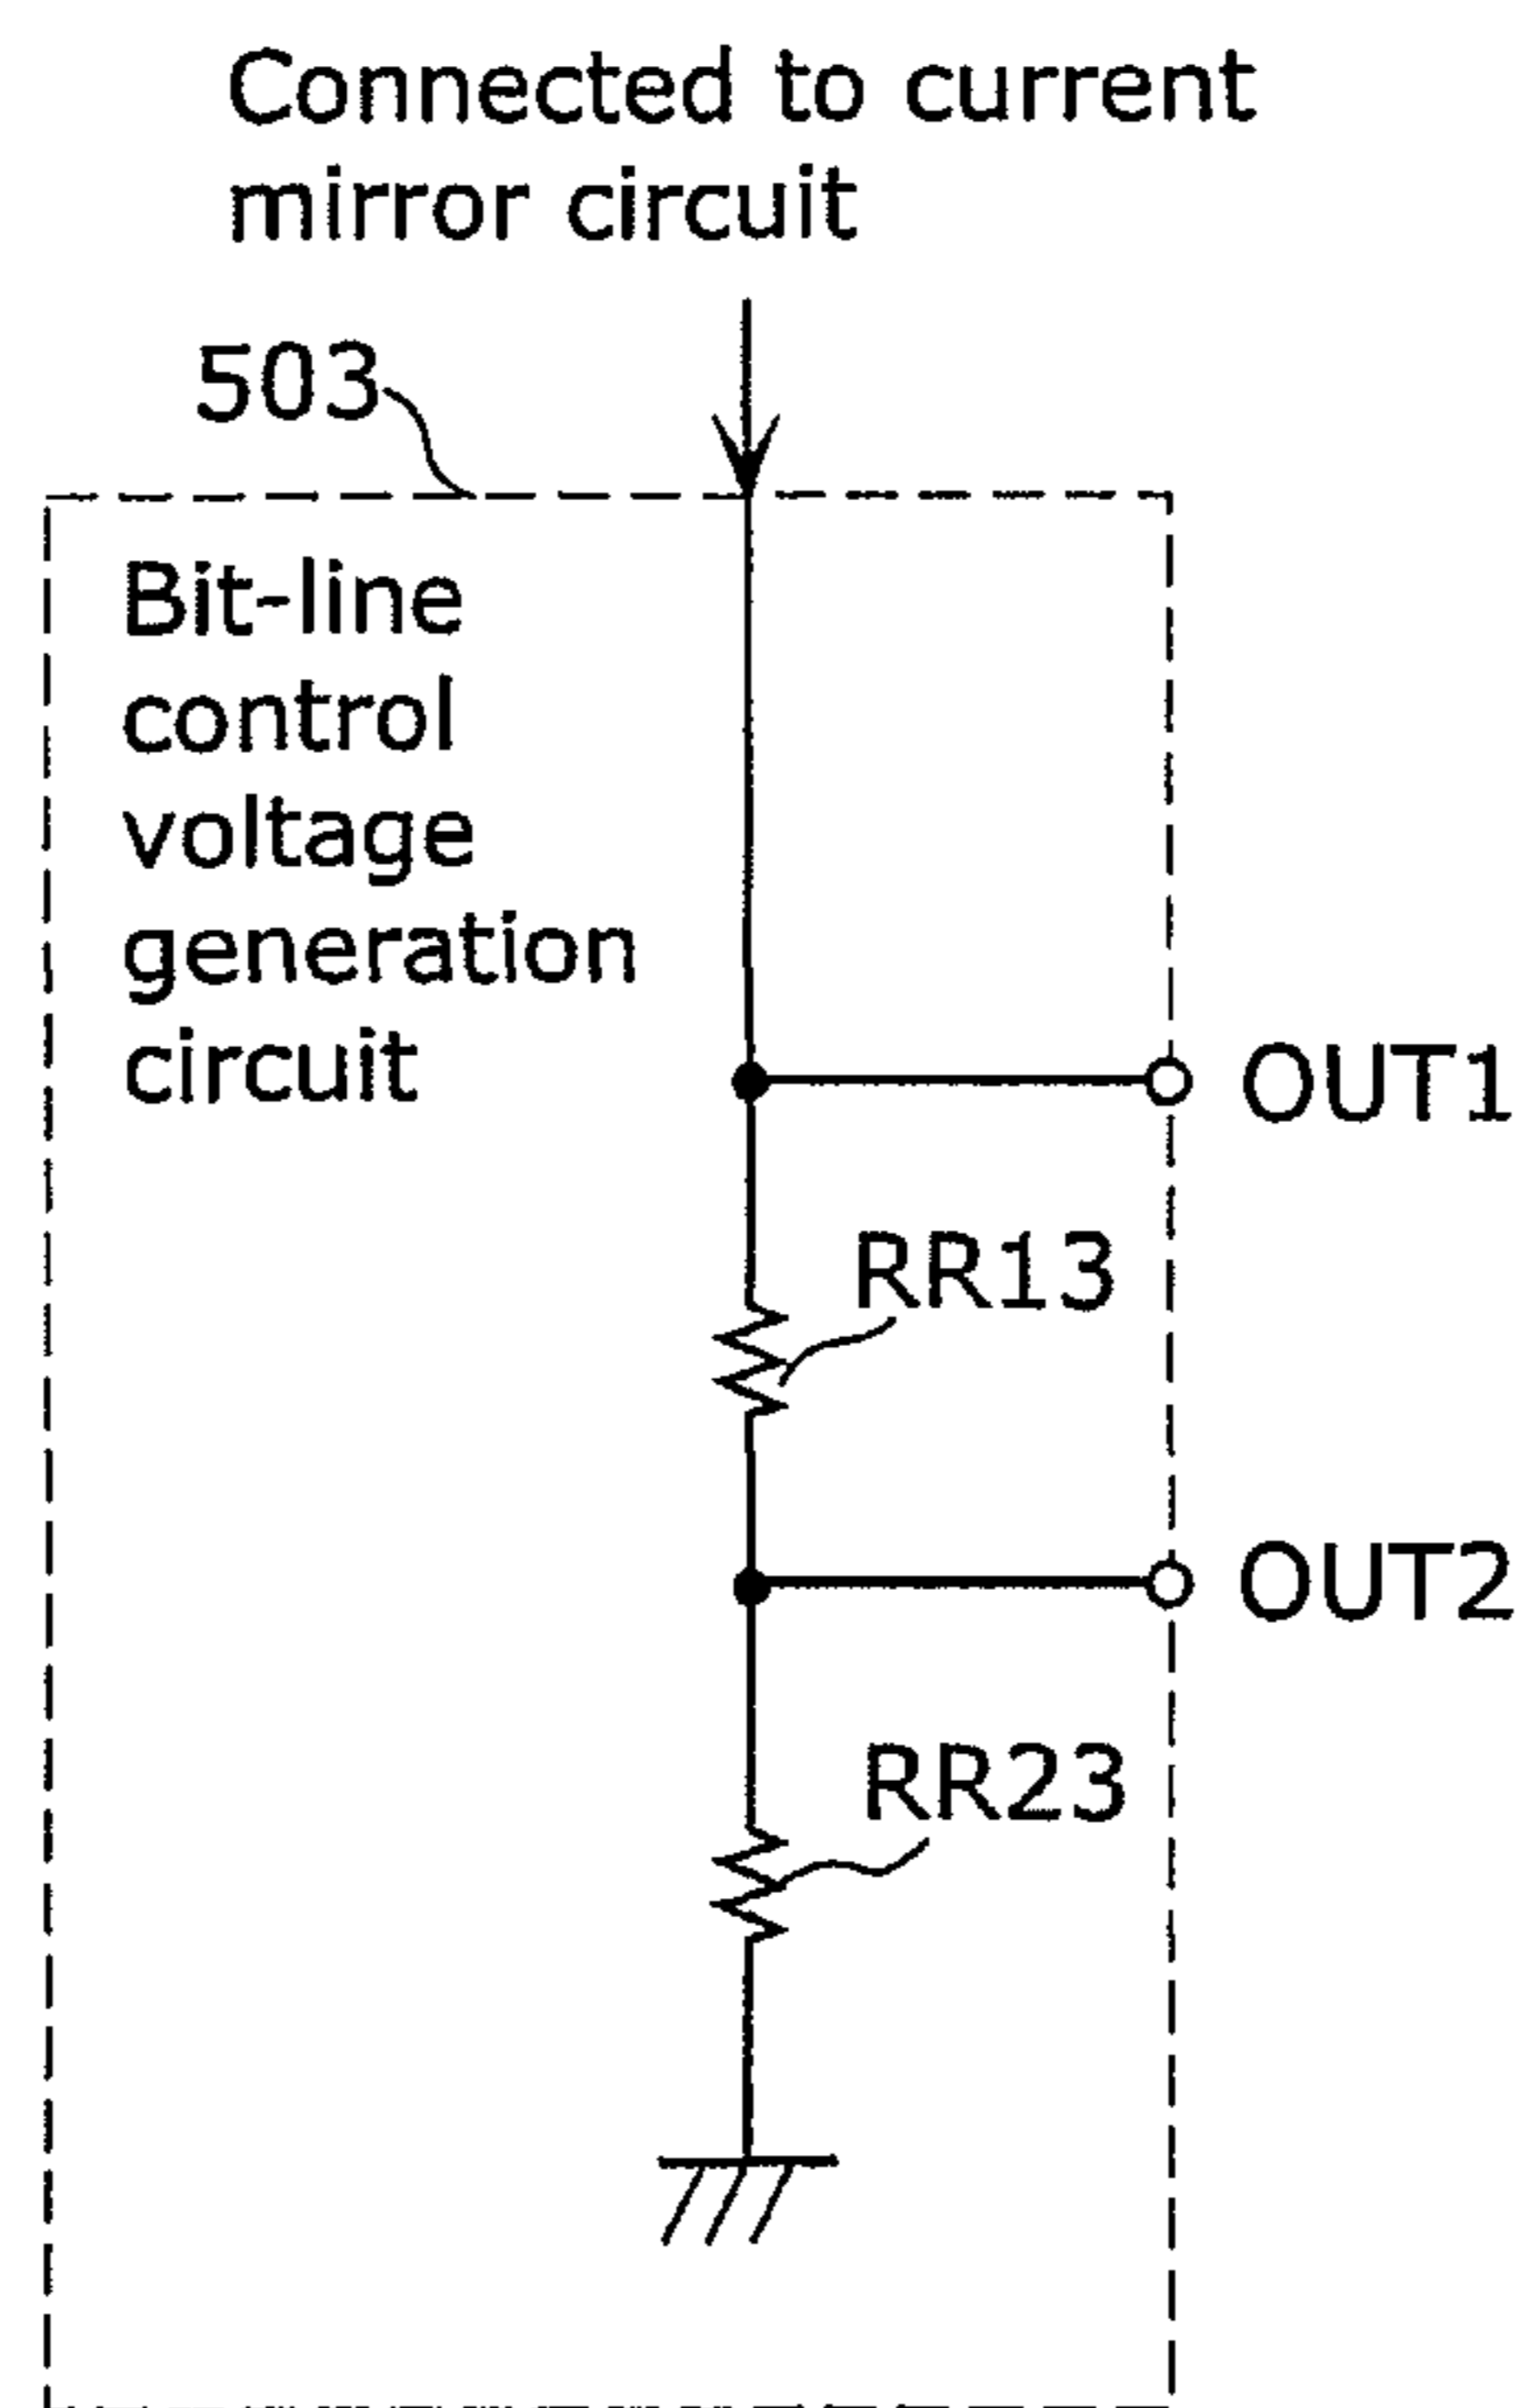 Connected to current
mirror circuit
503
Bit-line
control
voltage
generation
circuit
OUT1
RR13
OUT2
RR23